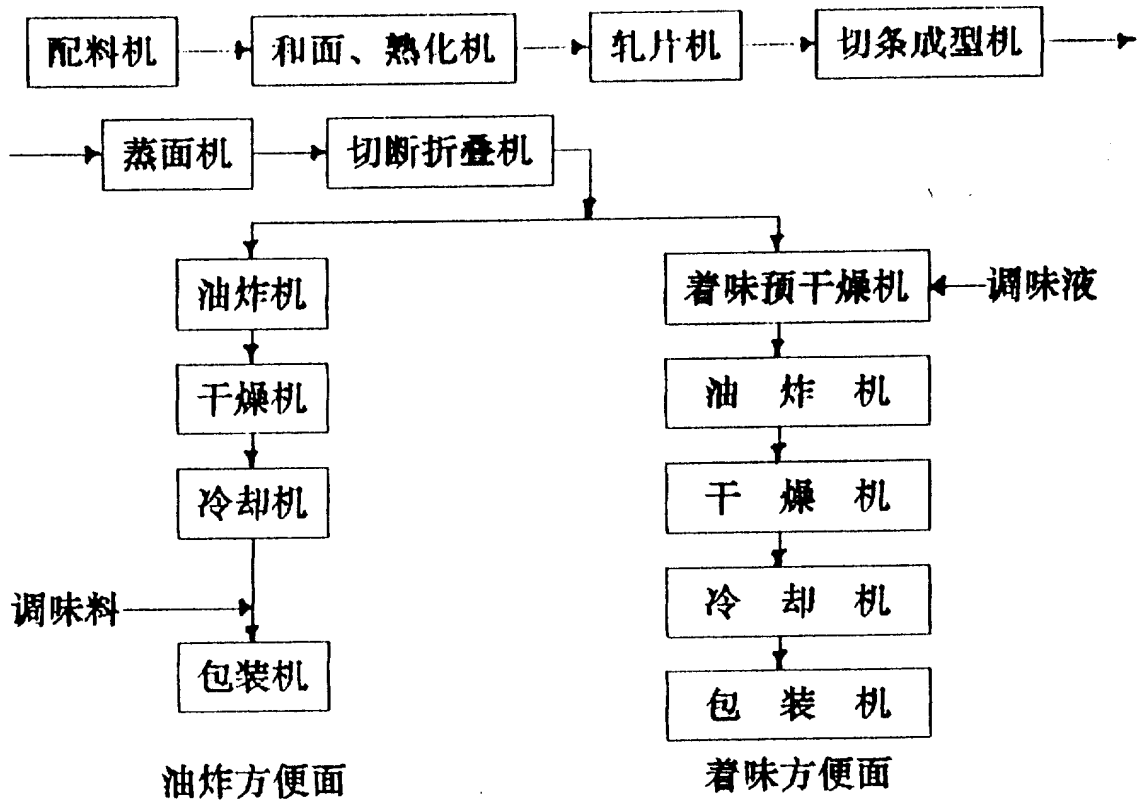 配料机 和面、熟化机 轧片机 切条成型机
蒸面机 切断折叠机
油炸机
干燥机
冷却机
调味料
包装机
油炸方便面
着味预干燥机 调味液
油炸机
干燥机
冷却机
包装机
着味方便面